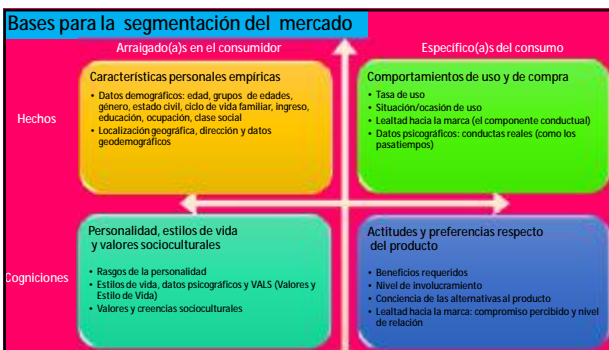 Bases para la segmentación del mercado
Arraigado(a)s en el consumidor
Específico(a)s del consumo
Hechos
Características personales empíricas
• Datos demográficos: edad, grupos de edades,
género, estado civil, ciclo de vida familiar, ingreso,
educación, ocupación, clase social
• Localización geográfica, dirección y datos
geodemográficos
Comportamientos de uso y de compra
• Tasa de uso
• Situación/ocasión de uso
• Lealtad hacia la marca (el componente conductual)
• Datos psicográficos: conductas reales (como los
pasatiempos)
Cogniciones
Personalidad, estilos de vida
y valores socioculturales
• Rasgos de la personalidad
• Estilos de vida, datos psicográficos y VALS (Valores y
Estilo de Vida)
• Valores y creencias socioculturales
Actitudes y preferencias respecto
del producto
• Beneficios requeridos
• Nivel de involucramiento
• Conciencia de las alternativas al producto
• Lealtad hacia la marca: compromiso percibido y nivel
de relación